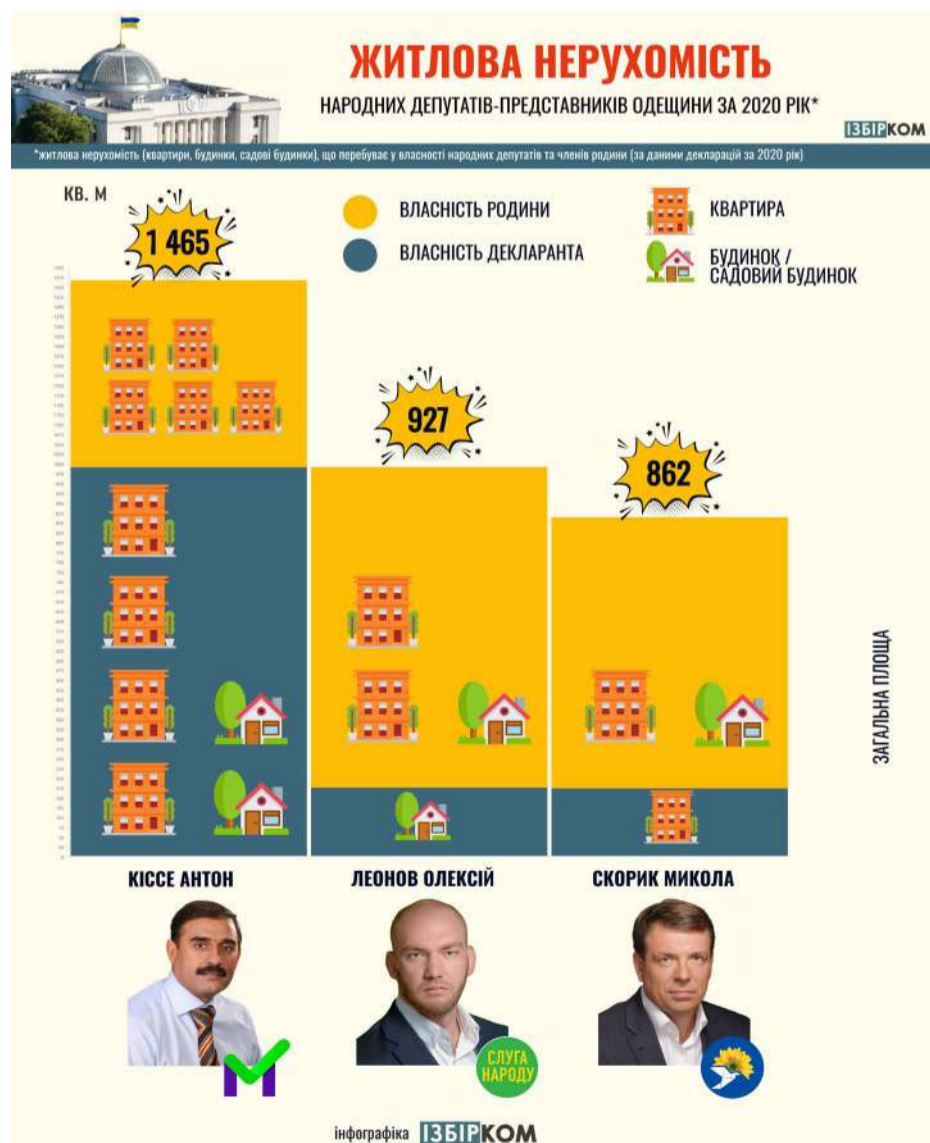 ЖИТЛОВА НЕРУХОМІСТЬ
НАРОДНИХ ДЕПУТАТІВ-ПРЕДСТАВНИКІВ ОДЕЩИНИ ЗА 2020 РІК*
ІЗБІРКОМ
*житлова нерухомість (квартири, будинки, садові будинки), що перебуває у власності народних депутатів та членів родини (за даними декларацій за 2020 рік)
КВ. М
ВЛАСНІСТЬ РОДИНИ
ВЛАСНІСТЬ ДЕКЛАРАНТА
КВАРТИРА
БУДИНОК /
САДОВИЙ БУДИНОК
1 465
927
862
ЗАГАЛЬНА ПЛОЩА
КІССЕ АНТОН
ЛЕОНОВ ОЛЕКСІЙ
СКОРИК МИКОЛА
СЛУГА
НАРОДУ
інфографіка ІЗБІРКОМ